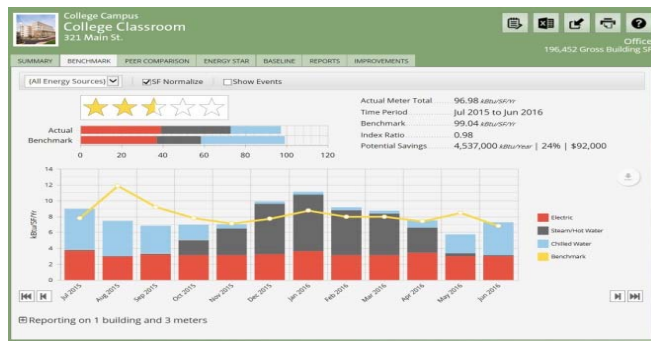 College Campus
College Classroom
321 Main St.
Office
196,452 Gross Building SF
SUMMARY BENCHMARK PEER COMPARISON ENERGY STAR BASELINE REPORTS IMPROVEMENTS
(All Energy Sources) SF Normalize Show Events
Actual Meter Total 96.98 kBtu/SF/Yr
Time Period Jul 2015 to Jun 2016
Benchmark 99.04 kBtu/SF/Yr
Index Ratio 0.98
Potential Savings 4,537,000 kBtu/Year | 24% | $92,000
Actual
Benchmark
0 20 40 60 80 100 120
kBtu/SF/Yr
14
12
10
8
6
4
2
0
Jul 2015 Aug 2015 Sep 2015 Oct 2015 Nov 2015 Dec 2015 Jan 2016 Feb 2016 Mar 2016 Apr 2016 May 2016 Jun 2016
Electric
Steam/Hot Water
Chilled Water
Benchmark
Reporting on 1 building and 3 meters